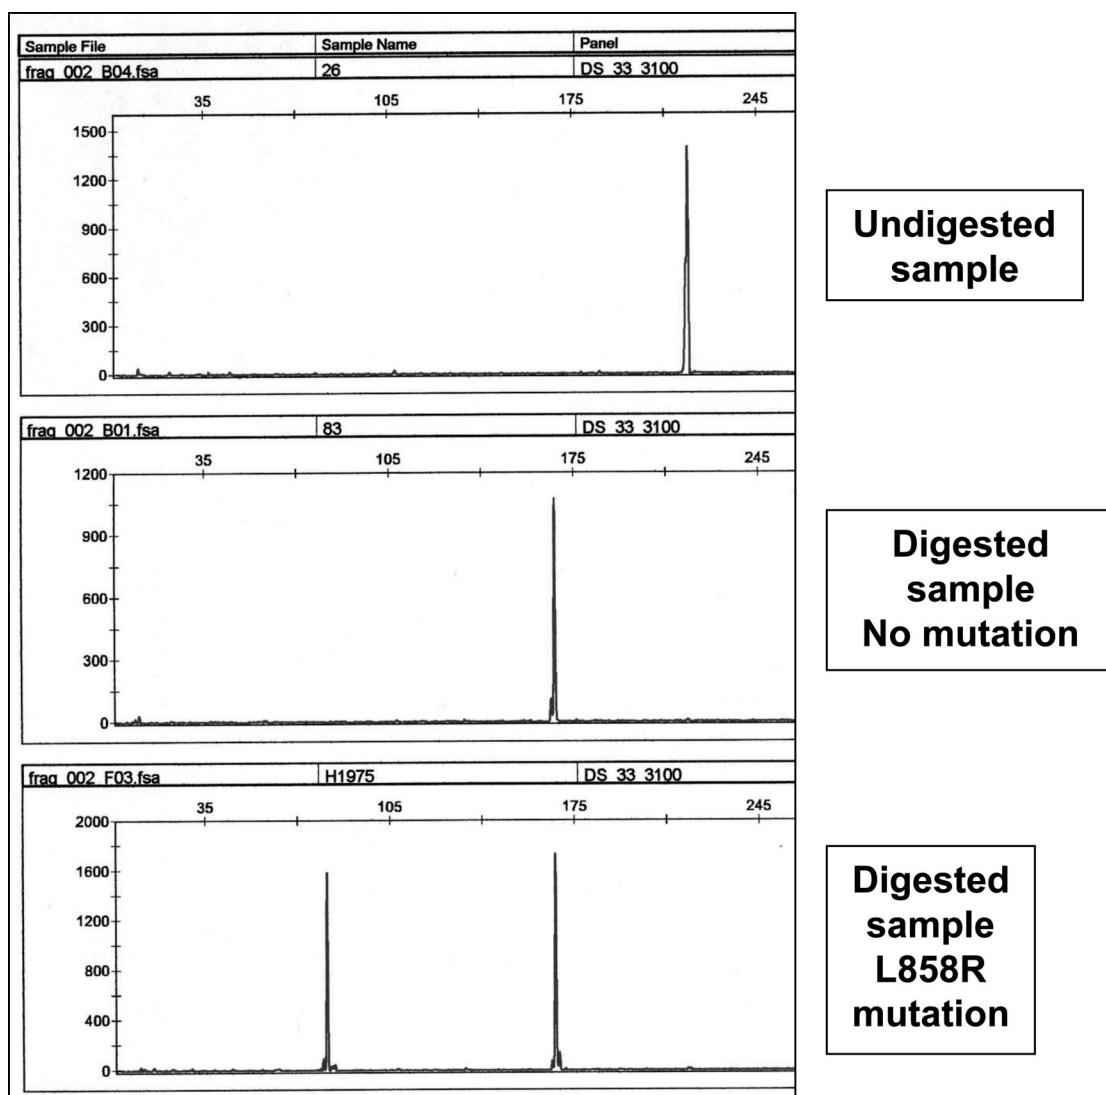 Sample File Sample Name Panel
frag_002_B04.fsa 26 DS_33_3100
35 105 175 245
1500
1200
900
600
300
0
Undigested
sample
frag_002_B01.fsa 83 DS_33_3100
35 105 175 245
1200
900
600
300
0
Digested
sample
No mutation
frag_002_F03.fsa H1975 DS_33_3100
35 105 175 245
2000
1600
1200
800
400
0
Digested
sample
L858R
mutation